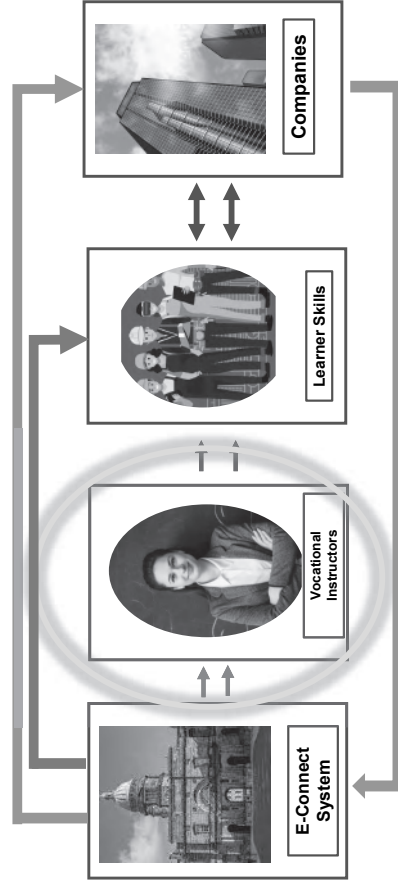 E-Connect
System
Vocational
Instructors
Learner Skills
Companies